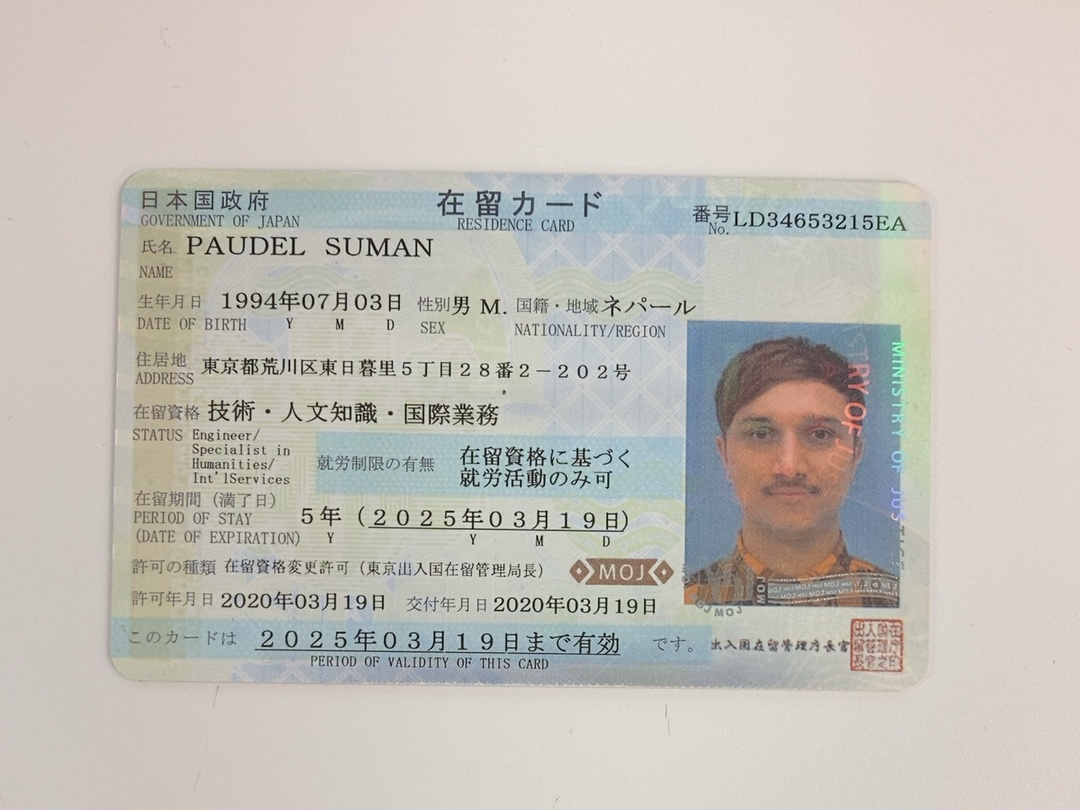 日本国政府 在留カード 番号 LD34653215EA
GOVERNMENT OF JAPAN RESIDENCE CARD No.
氏名 PAUDEL SUMAN
NAME
生年月日 1994年07月03日 性別 男 M. 国籍・地域 ネパール
DATE OF BIRTH Y M D SEX NATIONALITY/REGION
住居地 東京都荒川区東日暮里5丁目28番2-202号
ADDRESS
在留資格 技術・人文知識・国際業務
STATUS Engineer/
Specialist in
Humanities/
Int'lServices
就労制限の有無 在留資格に基づく
就労活動のみ可
在留期間(満了日)
PERIOD OF STAY 5年(2025年03月19日)
(DATE OF EXPIRATION) Y Y M D
許可の種類 在留資格変更許可(東京出入国在留管理局長) MOJ
許可年月日 2020年03月19日 交付年月日 2020年03月19日
このカードは 2025年03月19日まで有効 です。 出入国在留管理庁長官
PERIOD OF VALIDITY OF THIS CARD
MINISTRY OF JUSTICE
MOJ